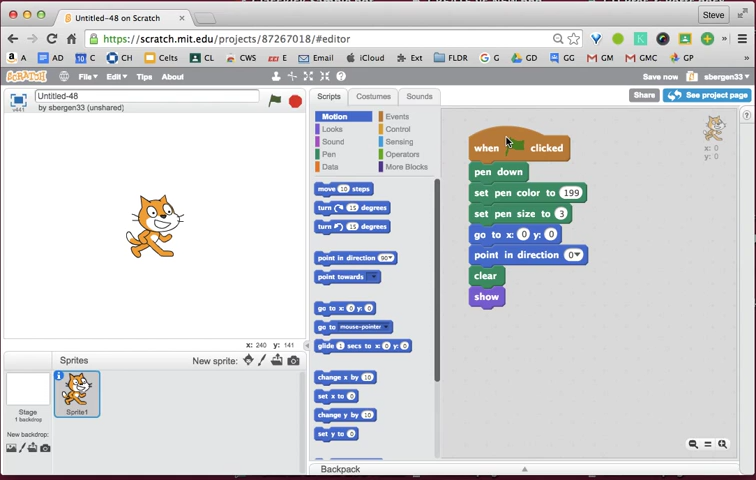 Untitled-48 on Scratch
Steve
https://scratch.mit.edu/projects/87267018/#editor
A
AD
CAL
CC
Selteks
CL
CWS
E
Email
iCloud
Ext
FLDR
G
GD
GG
GM
GMC
GP
SCRATCH
File
Edit
Tips
About
Save now
sbergen33
Share
See project page
v441
Untitled-48
by sbergen33 (unshared)
Scripts
Costumes
Sounds
Motion
Events
Looks
Control
Sound
Sensing
Pen
Operators
Data
More Blocks
move 10 steps
turn 15 degrees
turn 15 degrees
point in direction 90
point towards
go to x: 0 y: 0
go to mouse-pointer
glide 1 secs to x: 0 y: 0
change x by 10
set x to 0
change y by 10
set y to 0
when clicked
pen down
set pen color to 199
set pen size to 3
go to x: 0 y: 0
point in direction 0
clear
show
x: 0
y: 0
x: 240 y: 141
Sprites
New sprite:
Stage
1 backdrop
New backdrop:
Sprite1
Backpack